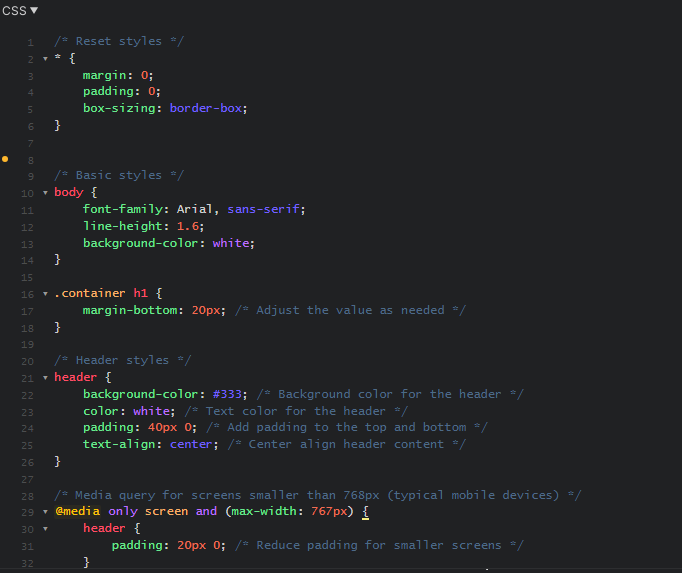 CSS ▼
1 /* Reset styles */
2 ▾ * {
3 margin: 0;
4 padding: 0;
5 box-sizing: border-box;
6 }
7
8
9 /* Basic styles */
10 ▾ body {
11 font-family: Arial, sans-serif;
12 line-height: 1.6;
13 background-color: white;
14 }
15
16 ▾ .container h1 {
17 margin-bottom: 20px; /* Adjust the value as needed */
18 }
19
20 /* Header styles */
21 ▾ header {
22 background-color: #333; /* Background color for the header */
23 color: white; /* Text color for the header */
24 padding: 40px 0; /* Add padding to the top and bottom */
25 text-align: center; /* Center align header content */
26 }
27
28 /* Media query for screens smaller than 768px (typical mobile devices) */
29 ▾ @media only screen and (max-width: 767px) {
30 ▾ header {
31 padding: 20px 0; /* Reduce padding for smaller screens */
32 }